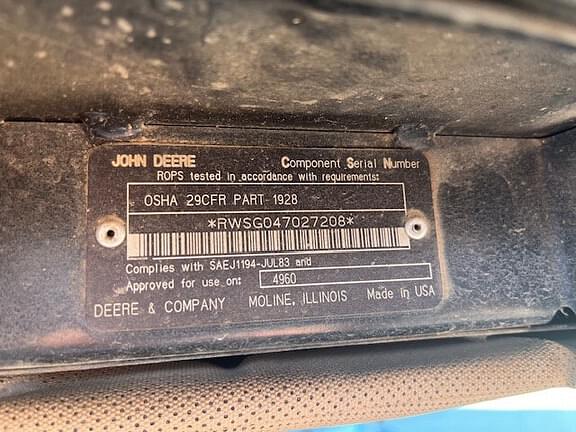 JOHN DEERE Component Serial Number
ROPS tested in accordance with requirements:
OSHA 29CFR PART 1928
*RWSG047027208*
Complies with SAEJ1194-JUL83 and
Approved for use on: 4960
DEERE & COMPANY MOLINE, ILLINOIS Made in USA